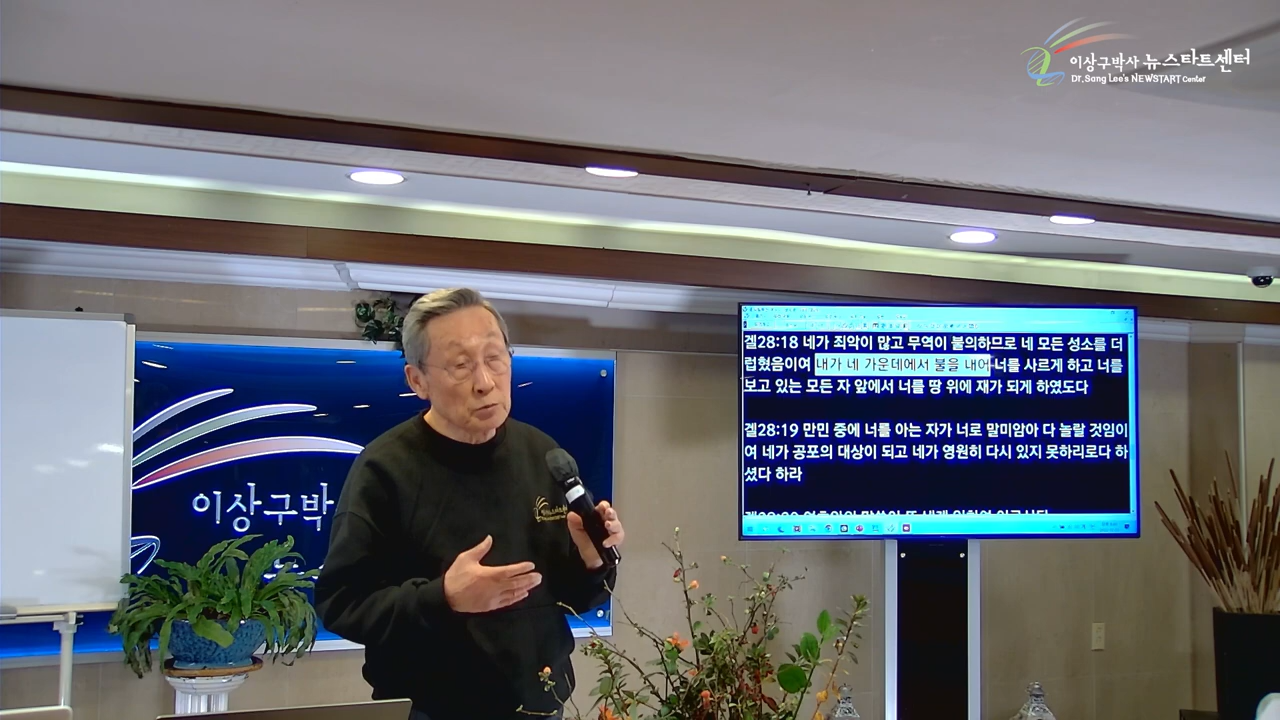 이상구박사 뉴스타트센터
Dr.Sang Lee's NEWSTART Center
겔28:18 네가 죄악이 많고 무역이 불의하므로 네 모든 성소를 더
럽혔음이여 내가 네 가운데에서 불을 내어 너를 사르게 하고 너를
보고 있는 모든 자 앞에서 너를 땅 위에 재가 되게 하였도다
겔28:19 만민 중에 너를 아는 자가 너로 말미암아 다 놀랄 것임이
여 네가 공포의 대상이 되고 네가 영원히 다시 있지 못하리로다 하
셨다 하라
이상구박